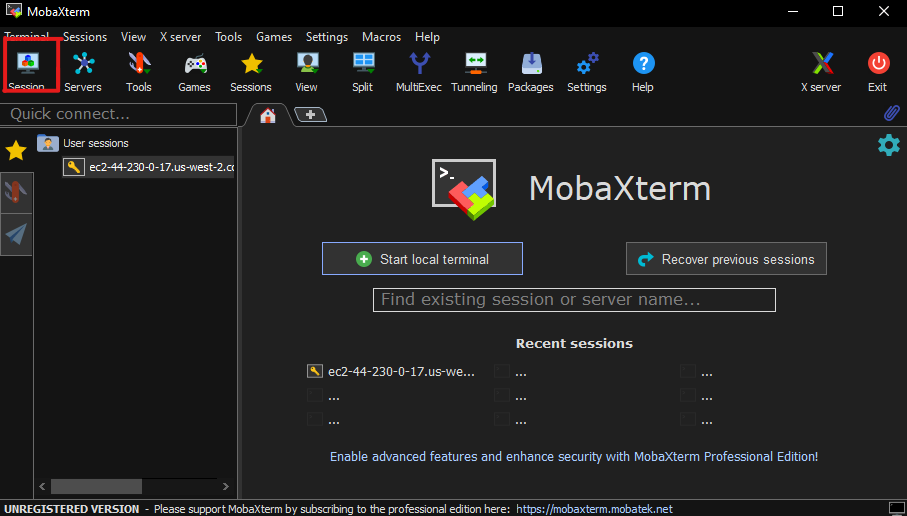 MobaXterm
Terminal Sessions View X server Tools Games Settings Macros Help
Session Servers Tools Games Sessions View Split MultiExec Tunneling Packages Settings Help X server Exit
Quick connect...
User sessions
ec2-44-230-0-17.us-west-2.co
>_
MobaXterm
Start local terminal
Recover previous sessions
Find existing session or server name...
Recent sessions
ec2-44-230-0-17.us-we... ... ...
... ... ...
... ... ...
Enable advanced features and enhance security with MobaXterm Professional Edition!
UNREGISTERED VERSION - Please support MobaXterm by subscribing to the professional edition here: https://mobaxterm.mobatek.net